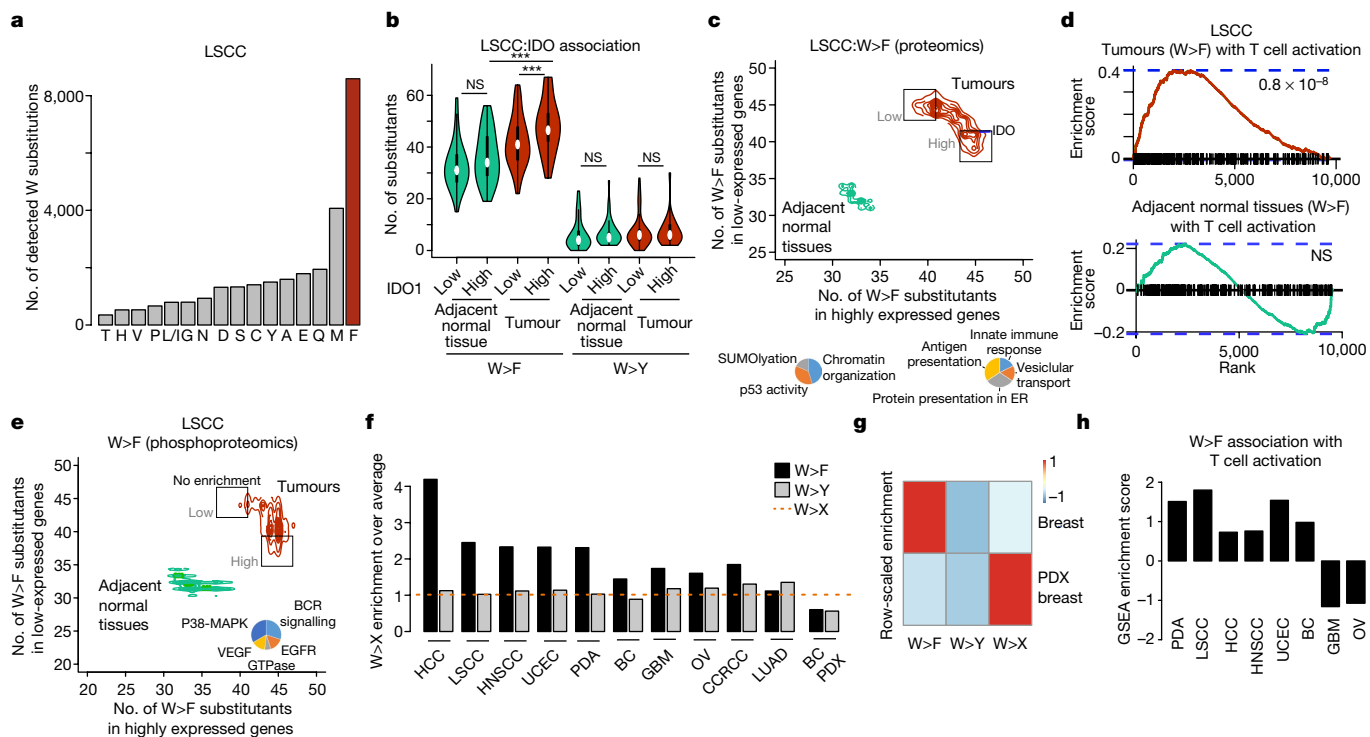 a
LSCC
No. of detected W substitutions
8,000
4,000
0
T H V P L/I G N D S C Y A E Q M F
b
LSCC:IDO association
No. of substitutants
60
40
20
0
NS
***
***
NS
NS
IDO1
Low High Low High Low High Low High
Adjacent normal tissue
Tumour
Adjacent normal tissue
Tumour
W>F
W>Y
c
LSCC:W>F (proteomics)
No. of W>F substitutants
in low-expressed genes
50
45
40
35
30
25
Tumours
Low
IDO
High
Adjacent
normal
tissues
25 30 35 40 45 50
No. of W>F substitutants
in highly expressed genes
SUMOlyation
Chromatin
organization
p53 activity
Innate immune
response
Antigen
presentation
Vesiclular
transport
Protein presentation in ER
d
LSCC
Tumours (W>F) with T cell activation
Enrichment
score
0.4
0
0.8 × 10−8
0 5,000 10,000
Adjacent normal tissues (W>F)
with T cell activation
Enrichment
score
0.2
0
−0.2
NS
0 5,000 10,000
Rank
e
LSCC
W>F (phosphoproteomics)
No. of W>F substitutants
in low-expressed genes
50
45
40
35
30
25
20
No enrichment
Tumours
Low
High
Adjacent
normal
tissues
BCR
signalling
P38-MAPK
VEGF
EGFR
GTPase
20 25 30 35 40 45 50
No. of W>F substitutants
in highly expressed genes
f
W>X enrichment over average
4
3
2
1
0
W>F
W>Y
W>X
HCC LSCC HNSCC UCEC PDA BC GBM OV CCRCC LUAD BC PDX
g
Row-scaled enrichment
1
−1
Breast
PDX
breast
W>F W>Y W>X
h
W>F association with
T cell activation
GSEA enrichment score
2
1
0
−1
−2
PDA LSCC HCC HNSCC UCEC BC GBM OV